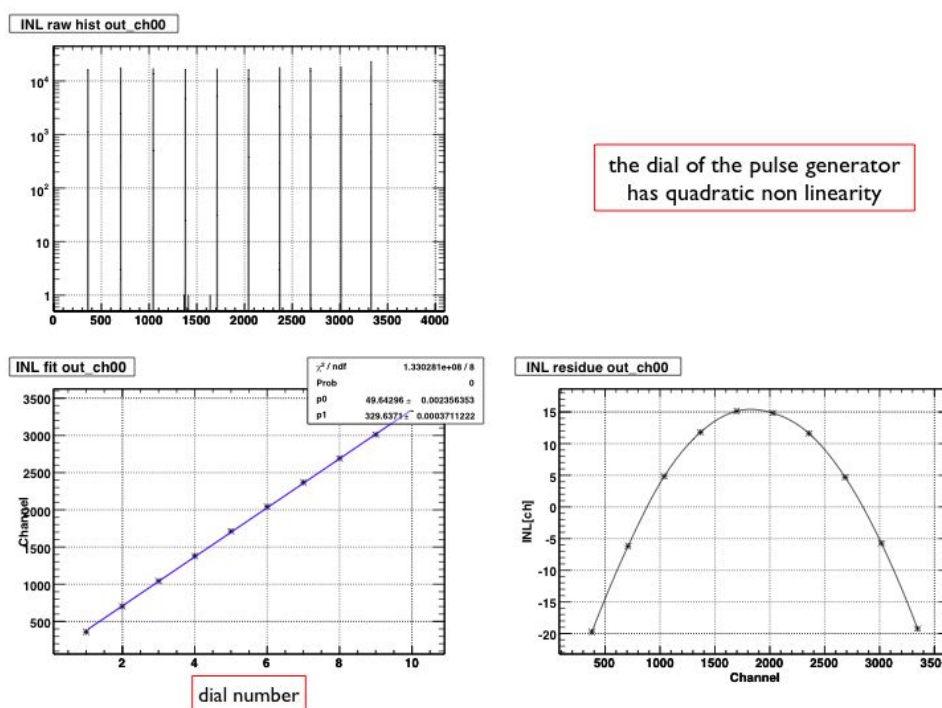 INL raw hist out_ch00
10⁴
10³
10²
10
1
0 500 1000 1500 2000 2500 3000 3500 4000
the dial of the pulse generator
has quadratic non linearity
INL fit out_ch00
χ² / ndf 1.330281e+08 / 8
Prob 0
p0 49.64296 ± 0.002356353
p1 329.6371 ± 0.0003711222
3500
3000
2500
2000
1500
1000
500
Channel
2 4 6 8 10
dial number
INL residue out_ch00
15
10
5
0
-5
-10
-15
-20
INL[ch]
500 1000 1500 2000 2500 3000 350
Channel